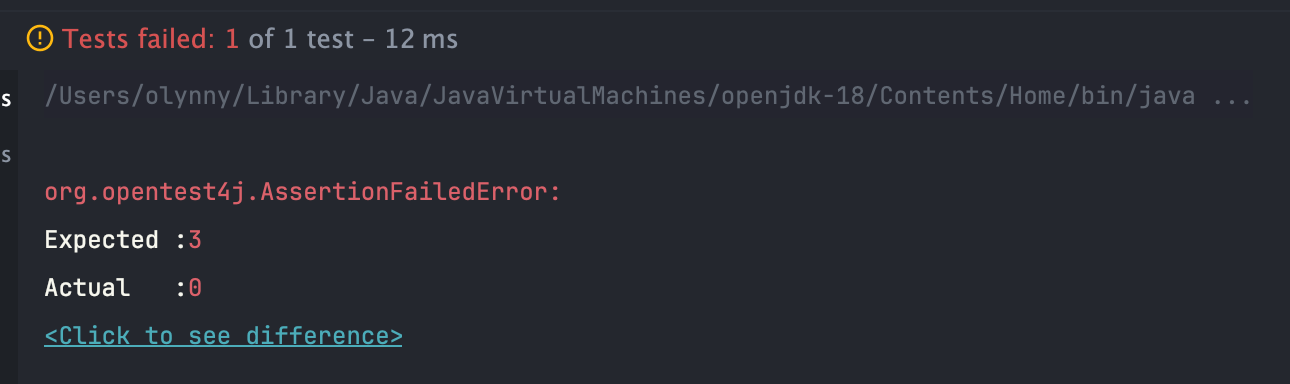 Tests failed: 1 of 1 test – 12 ms
s /Users/olynny/Library/Java/JavaVirtualMachines/openjdk-18/Contents/Home/bin/java ...
s
org.opentest4j.AssertionFailedError:
Expected :3
Actual   :0
<Click to see difference>